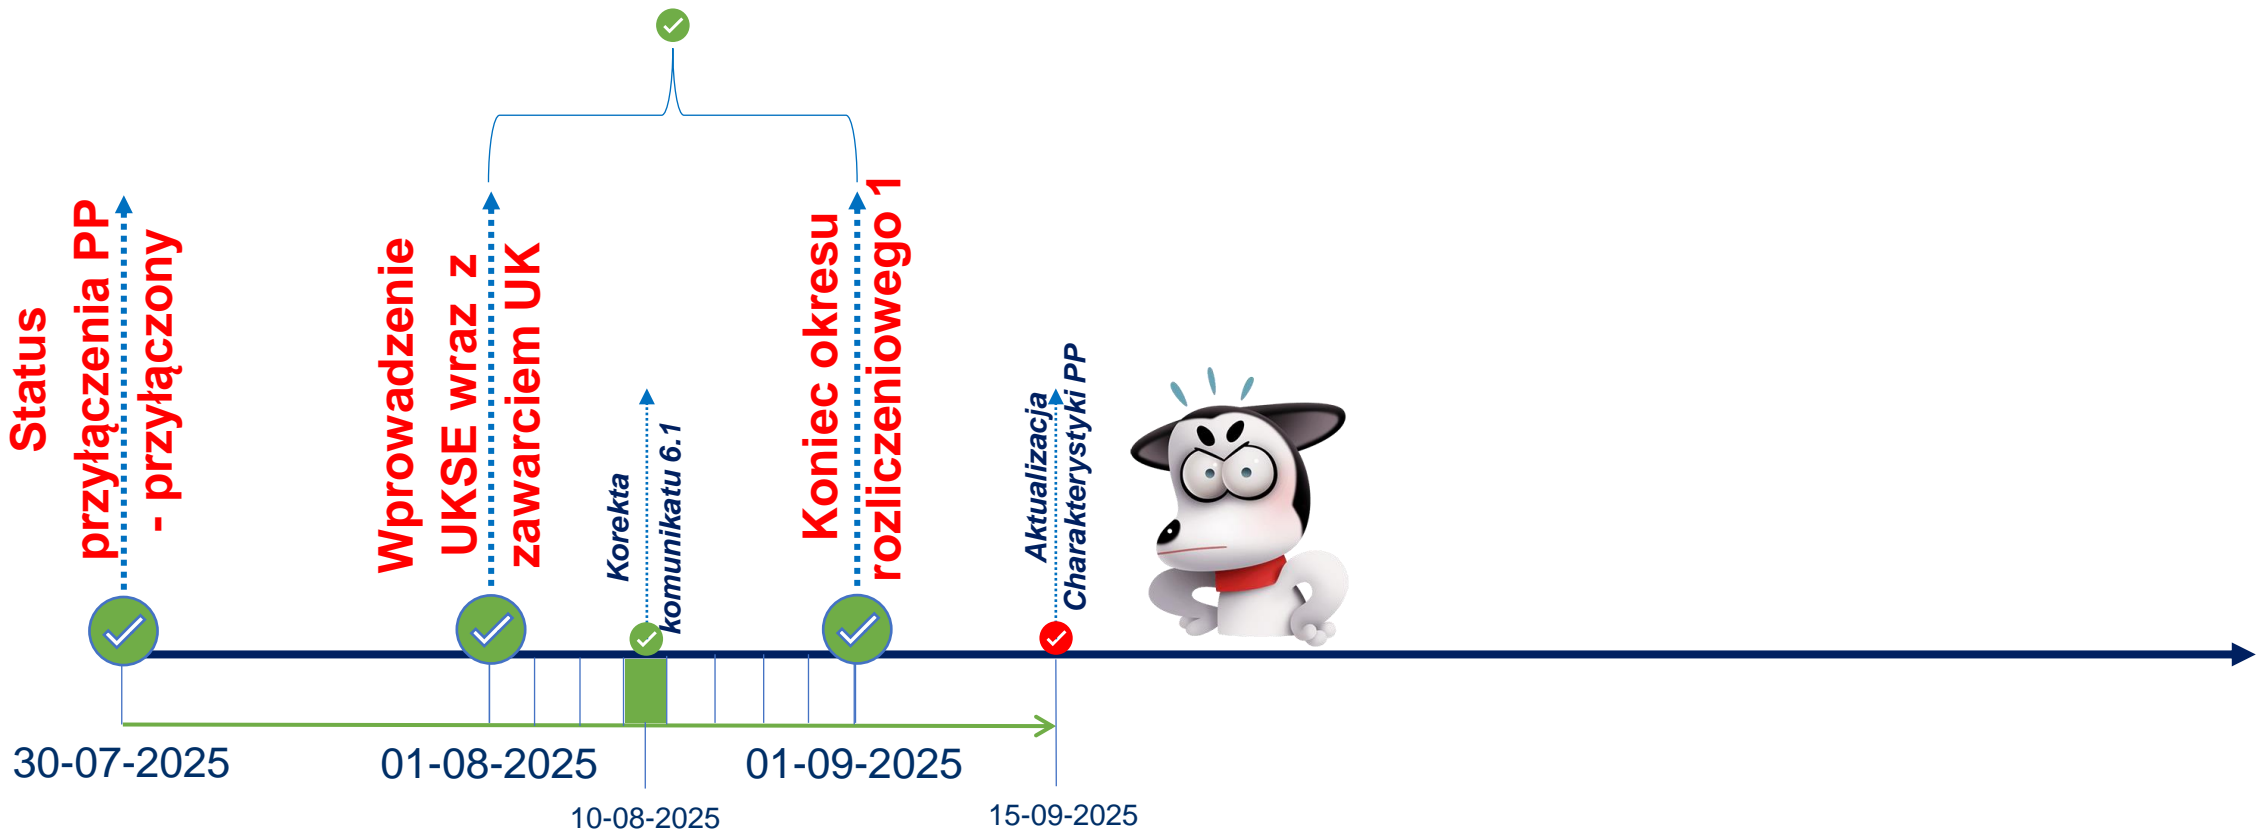 Status
przyłączenia PP
- przyłączony
Wprowadzenie
UKSE wraz z
zawarciem UK
Korekta
komunikatu 6.1
Koniec okresu
rozliczeniowego 1
Aktualizacja
Charakterystyki PP
30-07-2025
01-08-2025
10-08-2025
01-09-2025
15-09-2025